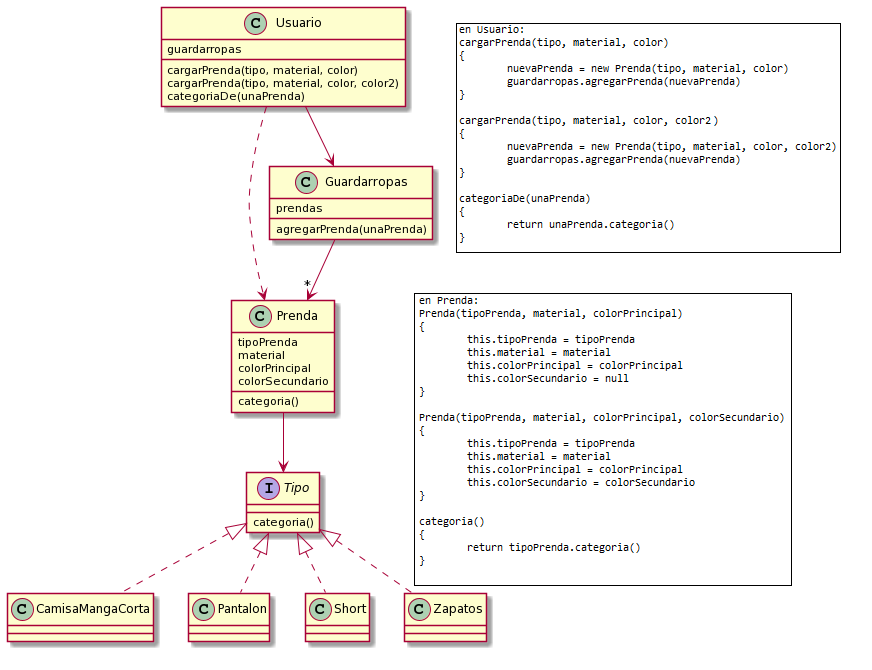 C Usuario
guardarropas
cargarPrenda(tipo, material, color)
cargarPrenda(tipo, material, color, color2)
categoriaDe(unaPrenda)
C Guardarropas
prendas
agregarPrenda(unaPrenda)
*
C Prenda
tipoPrenda
material
colorPrincipal
colorSecundario
categoria()
I Tipo
categoria()
C CamisaMangaCorta
C Pantalon
C Short
C Zapatos
en Usuario:
cargarPrenda(tipo, material, color)
{
nuevaPrenda = new Prenda(tipo, material, color)
guardarropas.agregarPrenda(nuevaPrenda)
}
cargarPrenda(tipo, material, color, color2)
{
nuevaPrenda = new Prenda(tipo, material, color, color2)
guardarropas.agregarPrenda(nuevaPrenda)
}
categoriaDe(unaPrenda)
{
return unaPrenda.categoria()
}
en Prenda:
Prenda(tipoPrenda, material, colorPrincipal)
{
this.tipoPrenda = tipoPrenda
this.material = material
this.colorPrincipal = colorPrincipal
this.colorSecundario = null
}
Prenda(tipoPrenda, material, colorPrincipal, colorSecundario)
{
this.tipoPrenda = tipoPrenda
this.material = material
this.colorPrincipal = colorPrincipal
this.colorSecundario = colorSecundario
}
categoria()
{
return tipoPrenda.categoria()
}